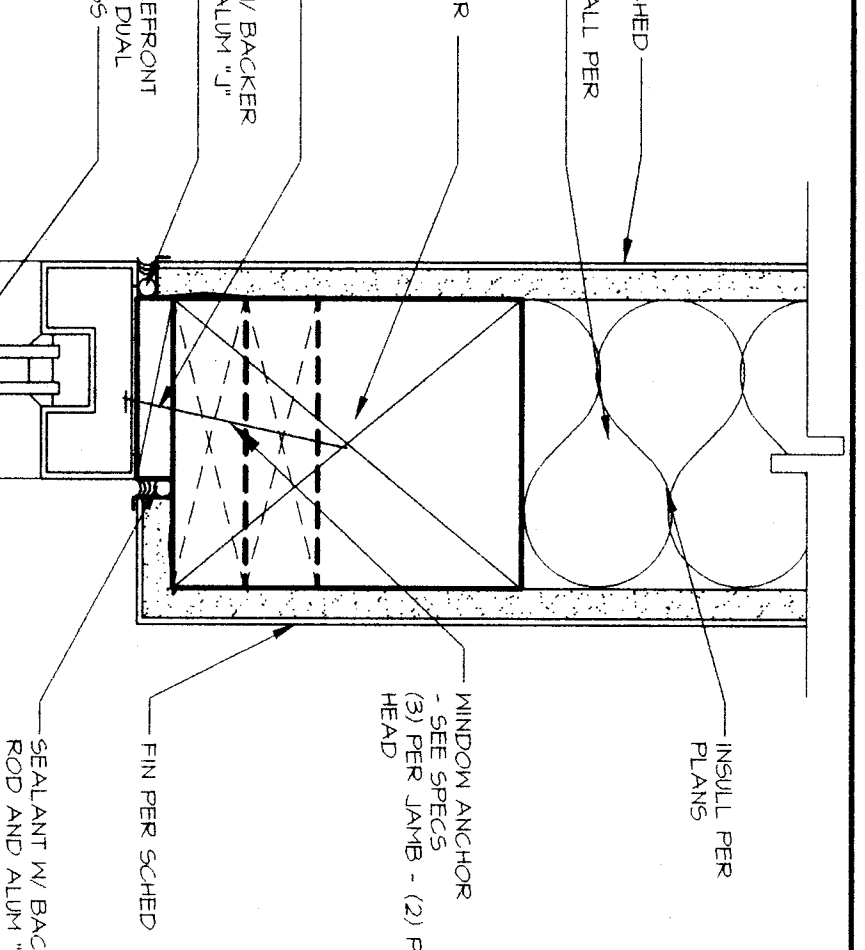 HED
ALL PER
R
W/ BACKER
ALUM "J"
EFRONT
DUAL
INSULL PER
PLANS
WINDOW ANCHOR
- SEE SPECS
(3) PER JAMB - (2) P
HEAD
FIN PER SCHED
SEALANT W/ BAC
ROD AND ALUM "